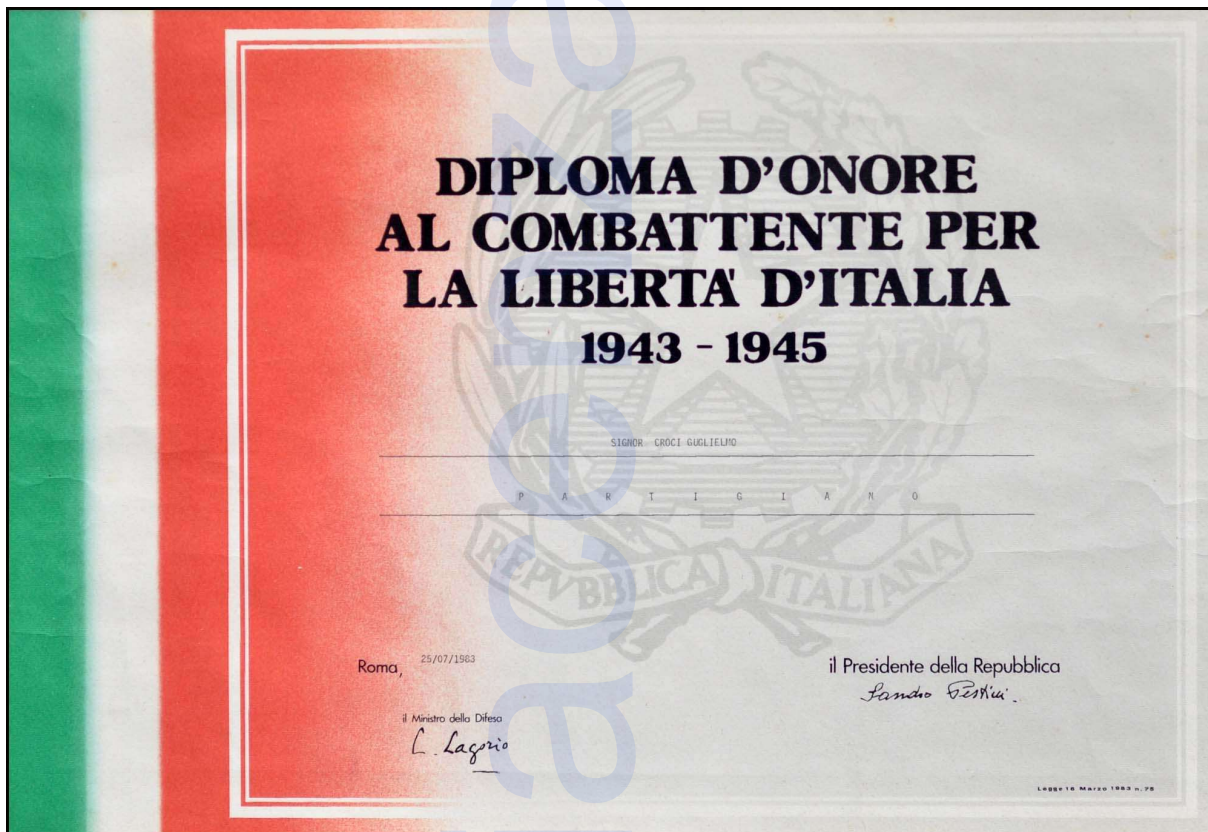 DIPLOMA D'ONORE
AL COMBATTENTE PER
LA LIBERTA' D'ITALIA
1943 - 1945
SIGNOR CROCI GUGLIELMO
PARTIGIANO
REPVBBLICA ITALIANA
Roma, 25/07/1983
il Presidente della Repubblica
Sandro Pertini
il Ministro della Difesa
L. Lagorio
Legge 16 Marzo 1983 n. 75